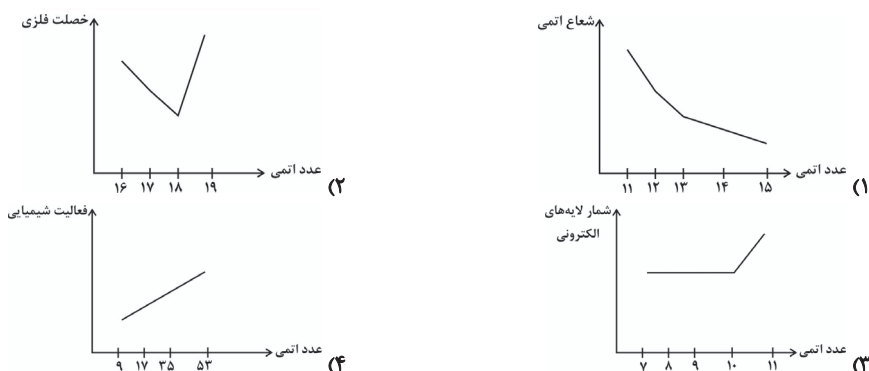 شعاع اتمی
عدد اتمی
۱۱ ۱۲ ۱۳ ۱۴ ۱۵
۱)
خصلت فلزی
عدد اتمی
۱۶ ۱۷ ۱۸ ۱۹
۲)
شمار لایه‌های
الکترونی
عدد اتمی
۷ ۸ ۹ ۱۰ ۱۱
۳)
فعالیت شیمیایی
عدد اتمی
۹ ۱۷ ۳۵ ۵۳
۴)